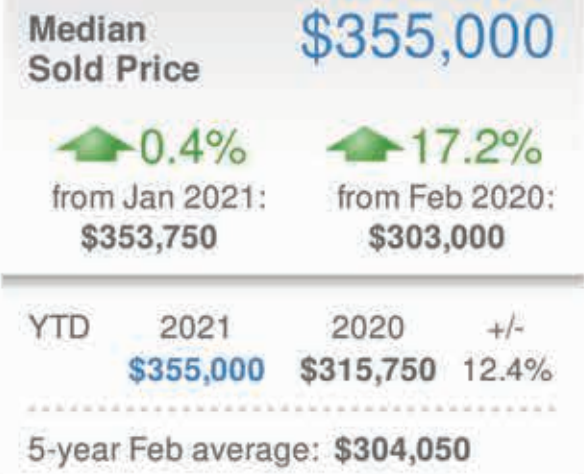 Median
Sold Price
$355,000
0.4%
from Jan 2021:
$353,750
17.2%
from Feb 2020:
$303,000
YTD 2021 2020 +/-
$355,000 $315,750 12.4%
5-year Feb average: $304,050